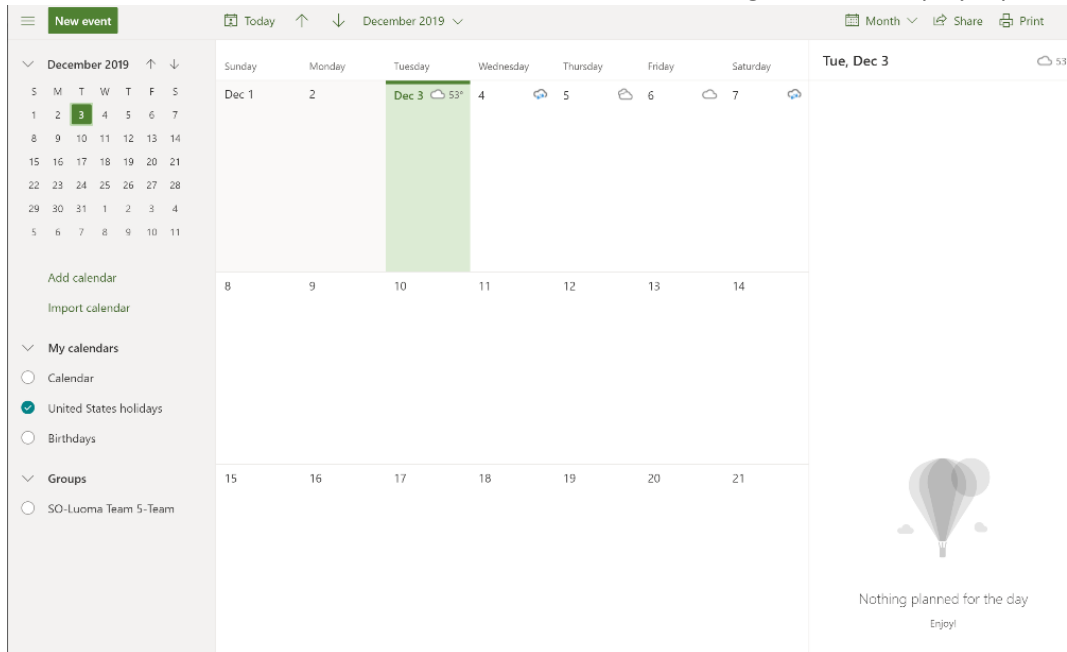 New event
Today
December 2019
Month
Share
Print
December 2019
S M T W T F S
1 2 3 4 5 6 7
8 9 10 11 12 13 14
15 16 17 18 19 20 21
22 23 24 25 26 27 28
29 30 31 1 2 3 4
5 6 7 8 9 10 11
Add calendar
Import calendar
My calendars
Calendar
United States holidays
Birthdays
Groups
SO-Luoma Team 5-Team
Sunday Monday Tuesday Wednesday Thursday Friday Saturday
Dec 1 2 Dec 3 53° 4 5 6 7
8 9 10 11 12 13 14
15 16 17 18 19 20 21
Tue, Dec 3
53
Nothing planned for the day
Enjoy!